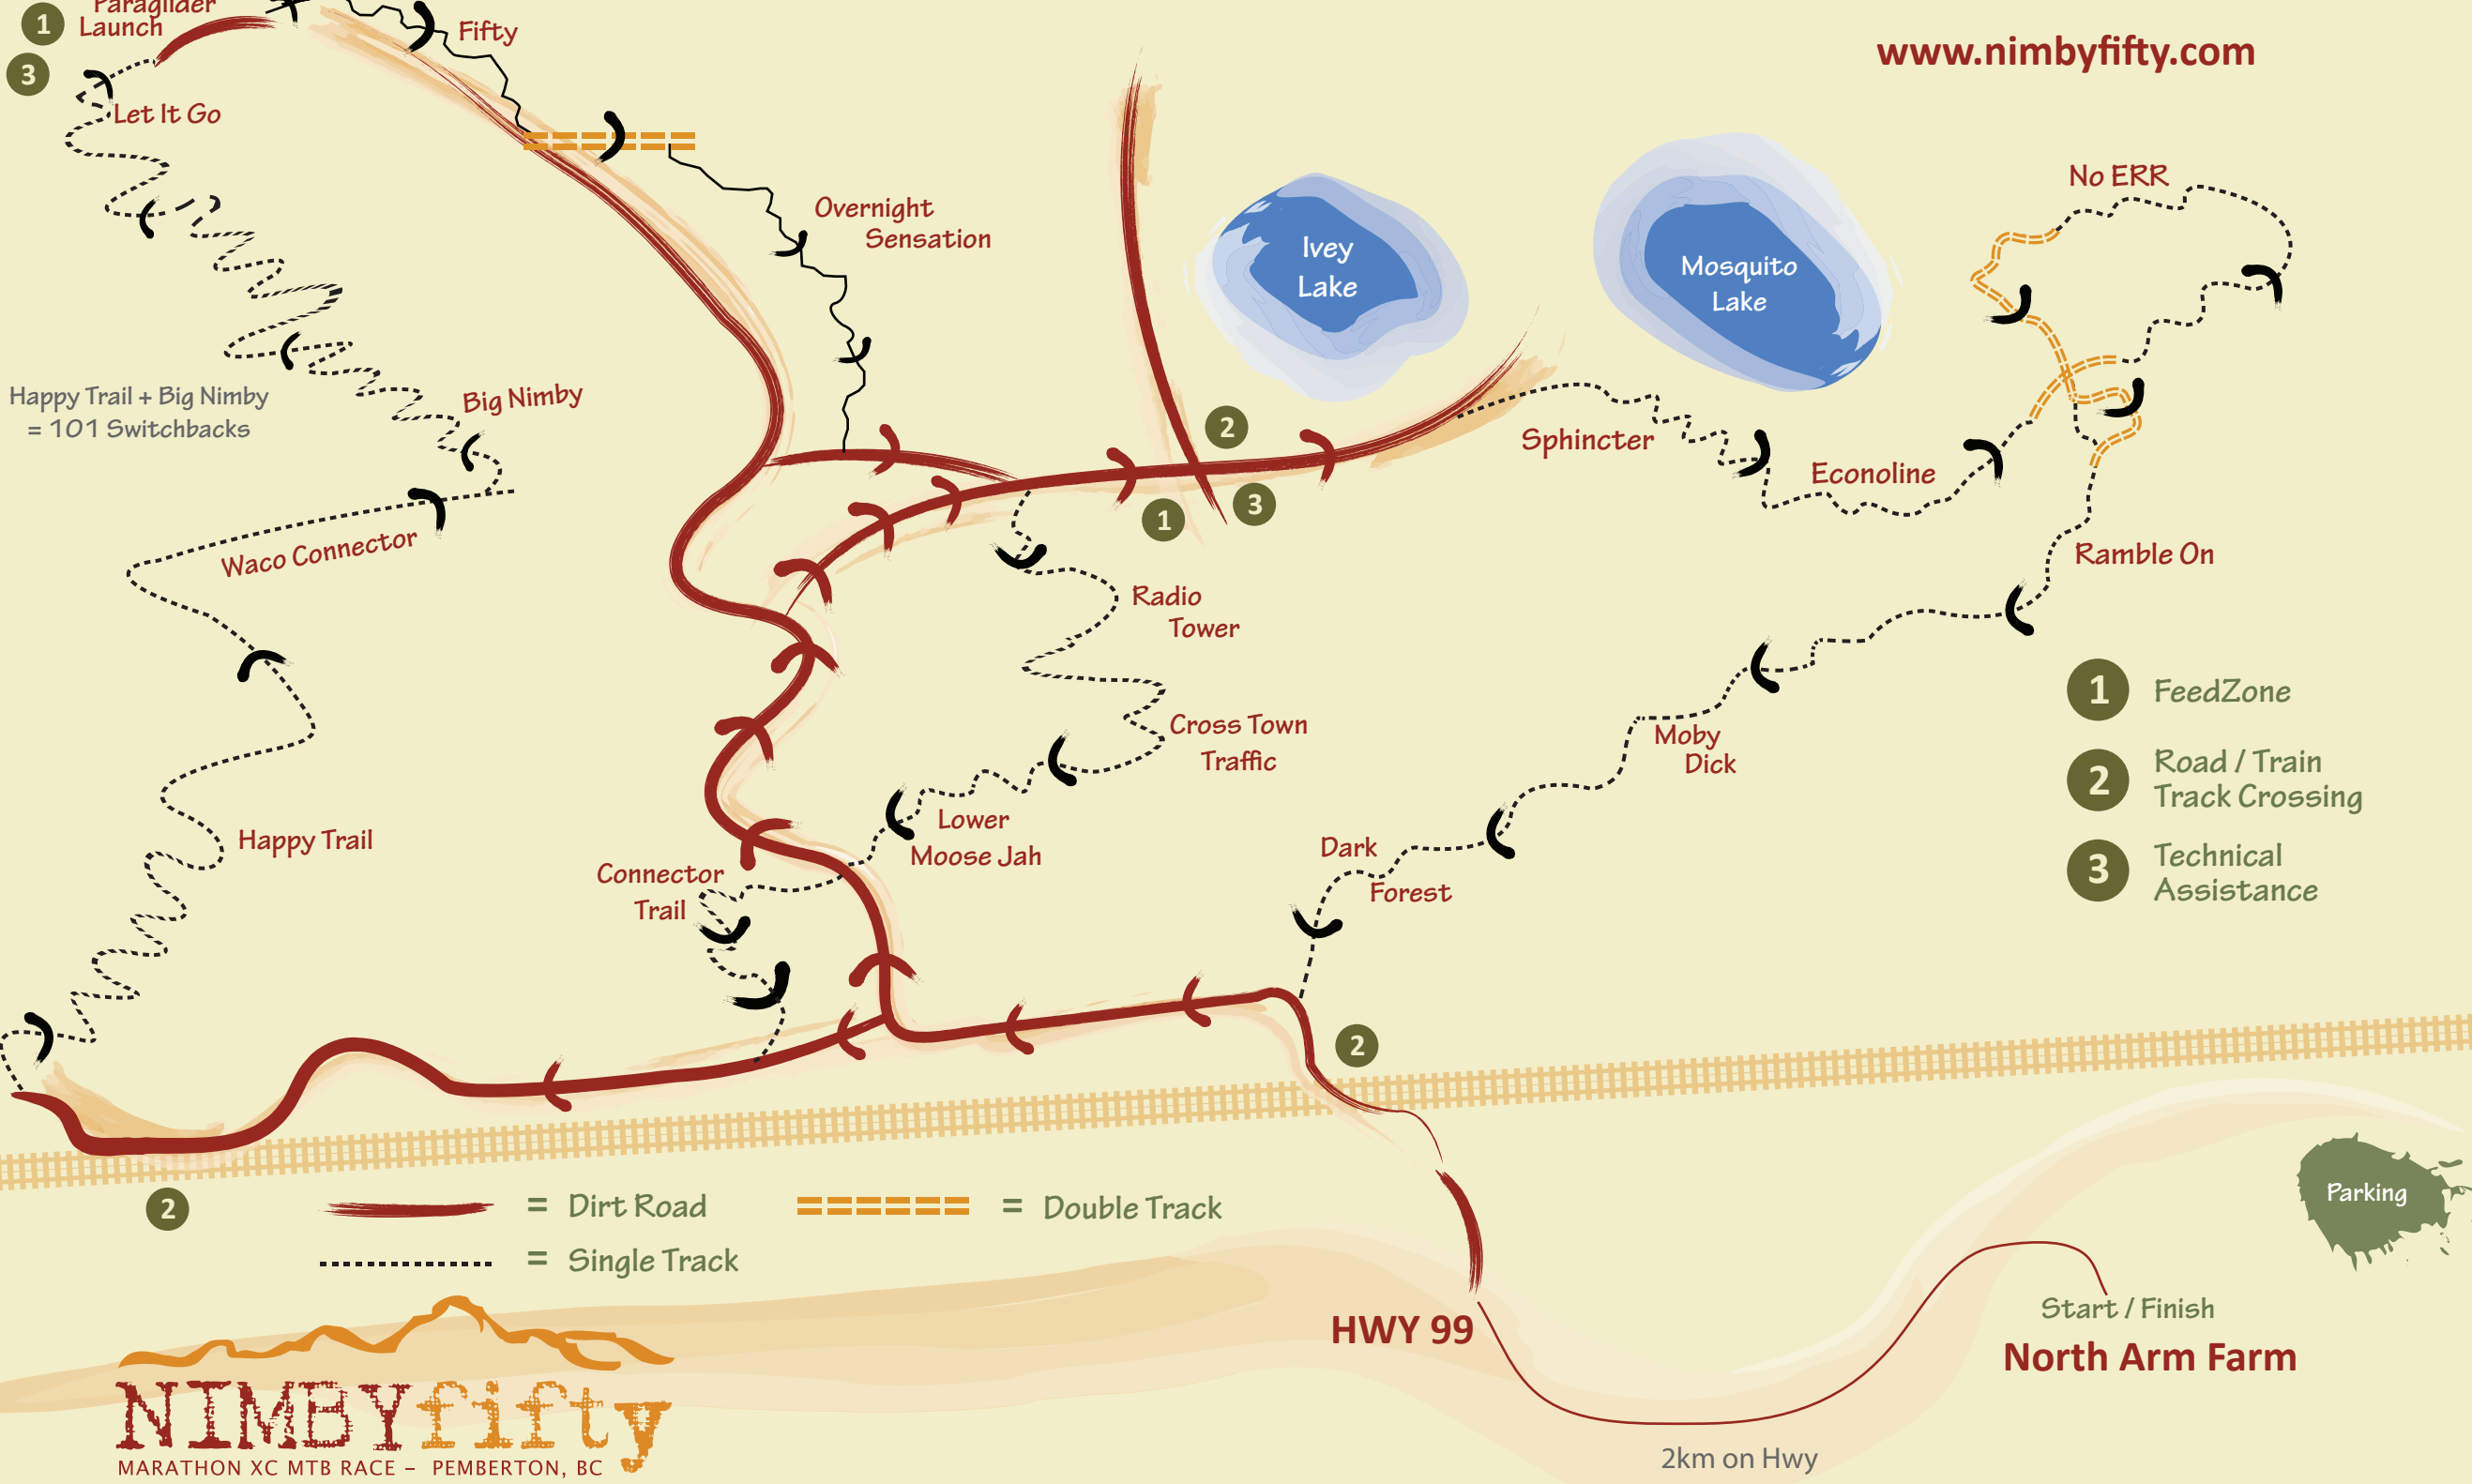 Paraglider
Launch
1
3
Fifty
www.nimbyfifty.com
Let It Go
No ERR
Overnight
Sensation
Ivey
Lake
Mosquito
Lake
Happy Trail + Big Nimby
= 101 Switchbacks
Big Nimby
2
Sphincter
Econoline
1
3
Waco Connector
Ramble On
Radio
Tower
1
FeedZone
Cross Town
Traffic
Moby
Dick
2
Road / Train
Track Crossing
Happy Trail
Lower
Moose Jah
Dark
Forest
3
Technical
Assistance
Connector
Trail
2
Parking
2
= Dirt Road
= Double Track
= Single Track
HWY 99
Start / Finish
North Arm Farm
NIMBYfifty
MARATHON XC MTB RACE – PEMBERTON, BC
2km on Hwy